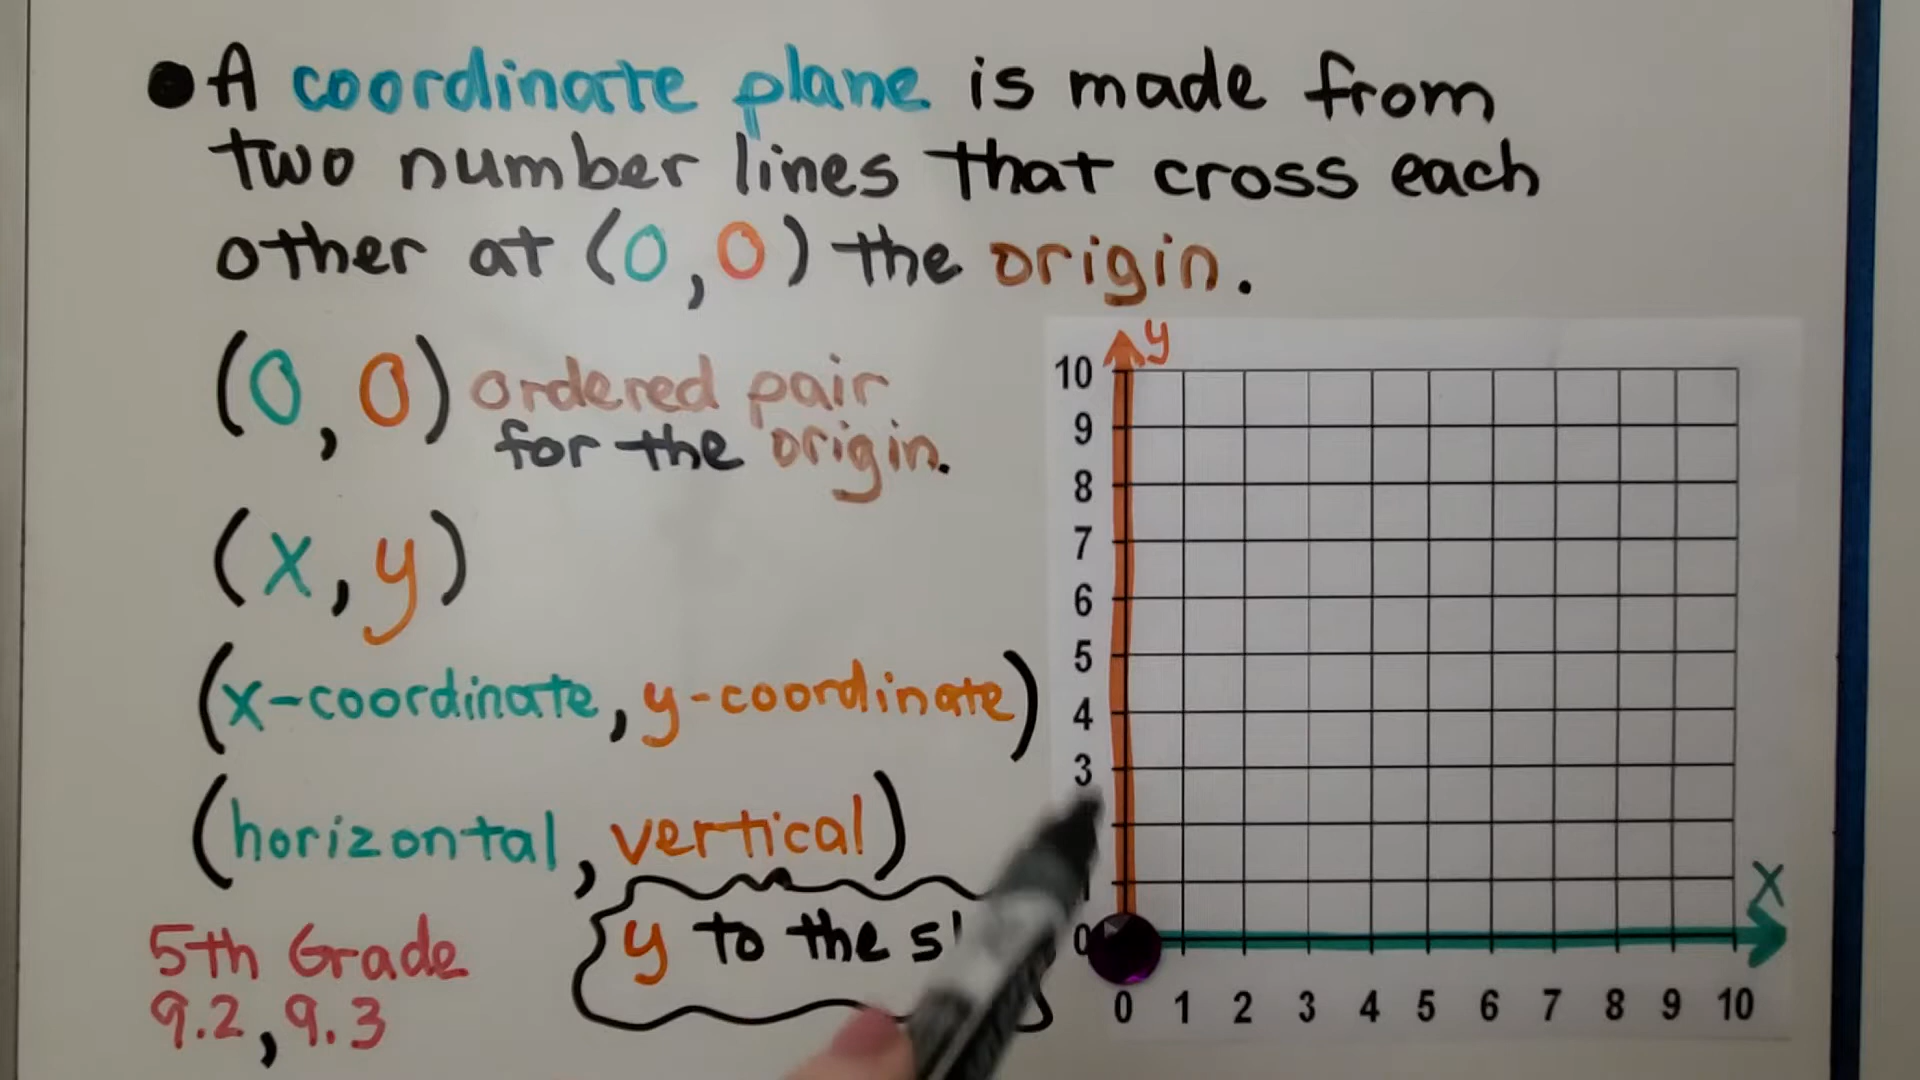 A coordinate plane is made from
two number lines that cross each
other at (0,0) the origin.
(0,0) ordered pair
for the origin.
(x,y)
(x-coordinate, y-coordinate)
(horizontal, vertical)
y to the
5th Grade
9.2, 9.3
y
10
9
8
7
6
5
4
3
0
x
0 1 2 3 4 5 6 7 8 9 10